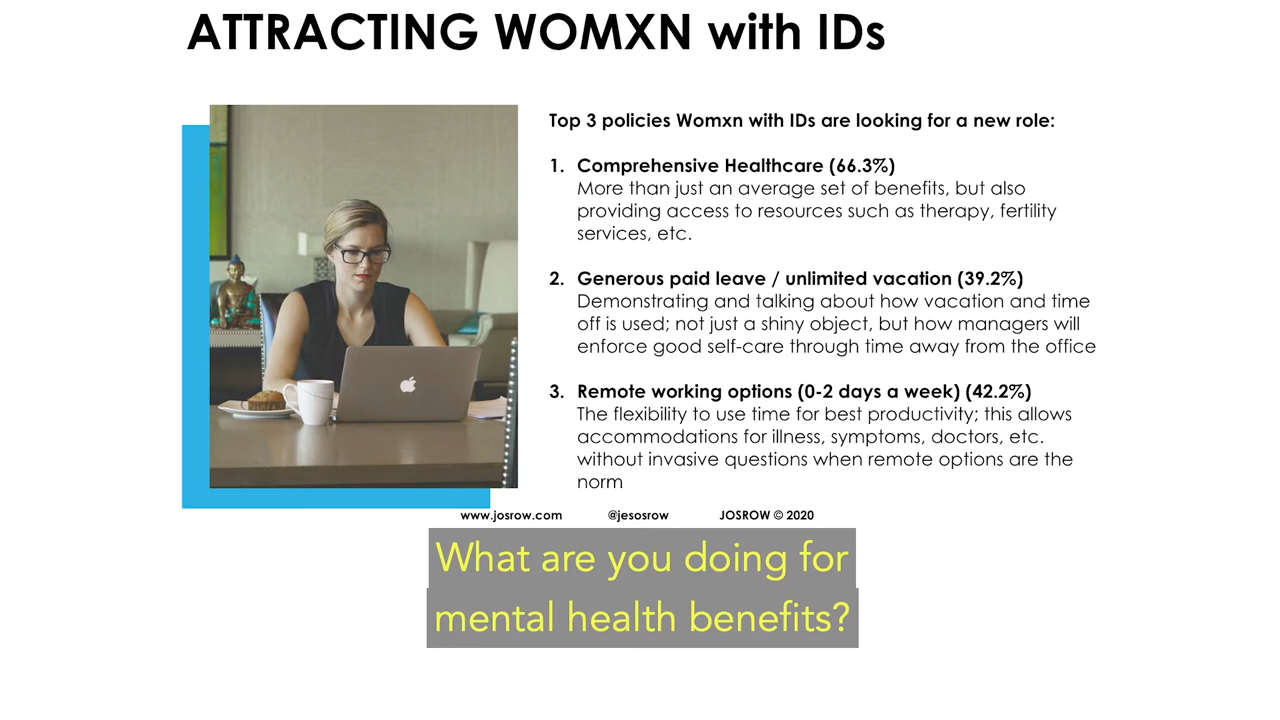 ATTRACTING WOMXN with IDs
Top 3 policies Womxn with IDs are looking for a new role:
1. Comprehensive Healthcare (66.3%)
More than just an average set of benefits, but also
providing access to resources such as therapy, fertility
services, etc.
2. Generous paid leave / unlimited vacation (39.2%)
Demonstrating and talking about how vacation and time
off is used; not just a shiny object, but how managers will
enforce good self-care through time away from the office
3. Remote working options (0-2 days a week) (42.2%)
The flexibility to use time for best productivity; this allows
accommodations for illness, symptoms, doctors, etc.
without invasive questions when remote options are the
norm
www.josrow.com @jesosrow JOSROW © 2020
What are you doing for
mental health benefits?